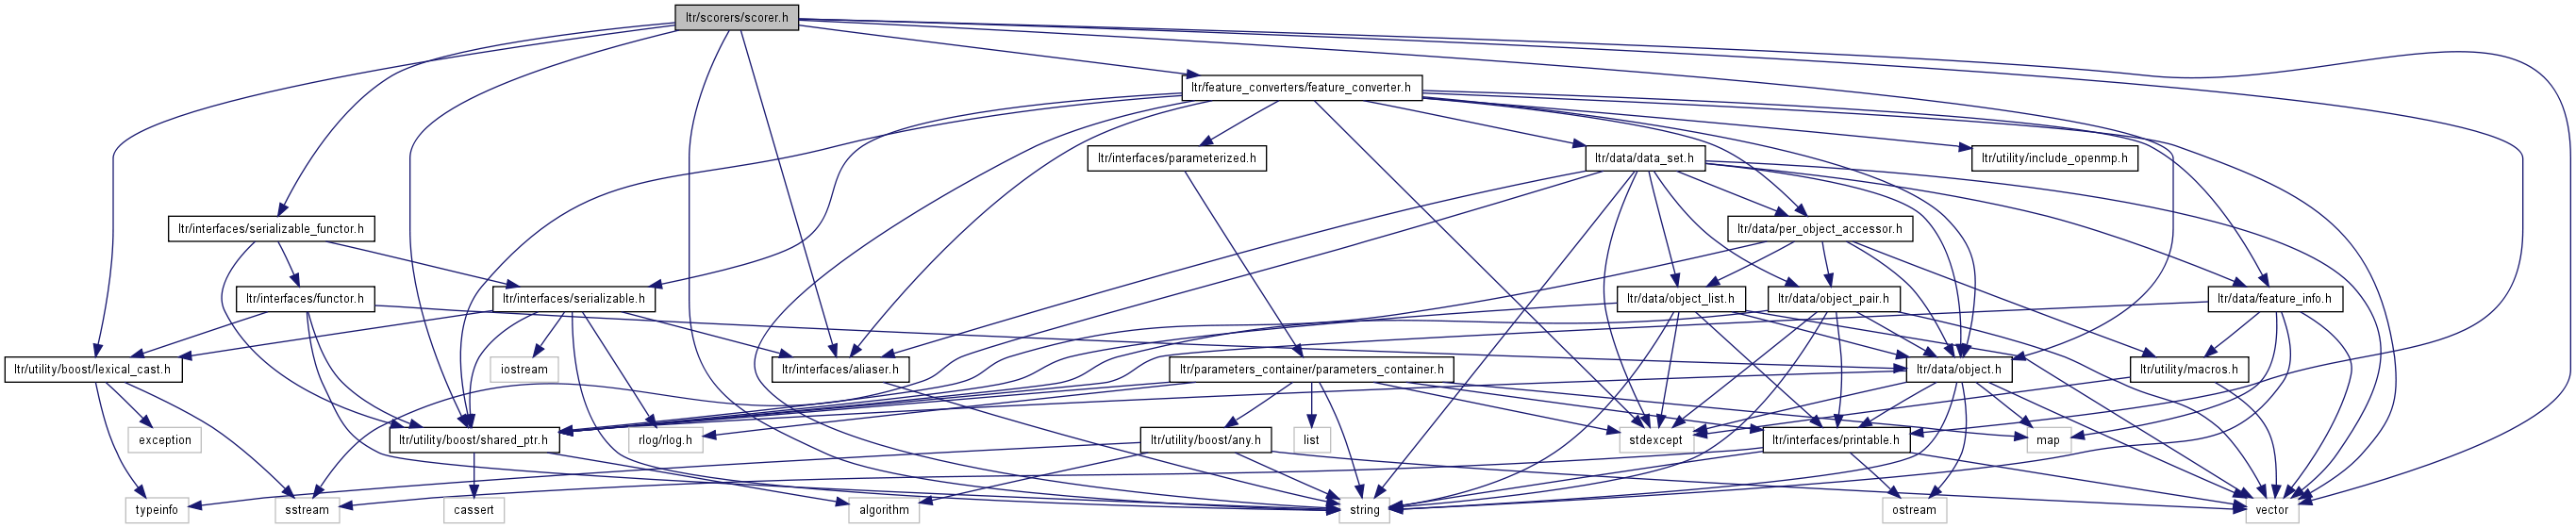 ltr/scorers/scorer.h
ltr/feature_converters/feature_converter.h
ltr/interfaces/parameterized.h
ltr/data/data_set.h
ltr/utility/include_openmp.h
ltr/interfaces/serializable_functor.h
ltr/data/per_object_accessor.h
ltr/interfaces/functor.h
ltr/interfaces/serializable.h
ltr/data/object_list.h
ltr/data/object_pair.h
ltr/data/feature_info.h
ltr/utility/boost/lexical_cast.h
iostream
ltr/interfaces/aliaser.h
ltr/parameters_container/parameters_container.h
ltr/data/object.h
ltr/utility/macros.h
exception
ltr/utility/boost/shared_ptr.h
rlog/rlog.h
ltr/utility/boost/any.h
list
stdexcept
ltr/interfaces/printable.h
map
typeinfo
sstream
cassert
algorithm
string
ostream
vector